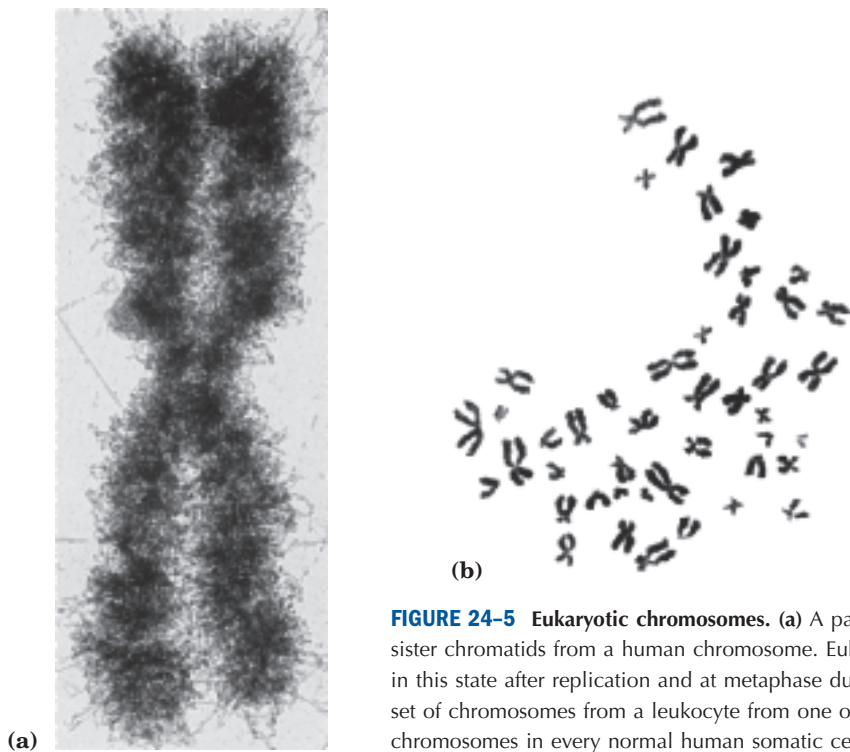 (a)
(b)
FIGURE 24–5 Eukaryotic chromosomes. (a) A pa
sister chromatids from a human chromosome. Euk
in this state after replication and at metaphase du
set of chromosomes from a leukocyte from one o
chromosomes in every normal human somatic ce